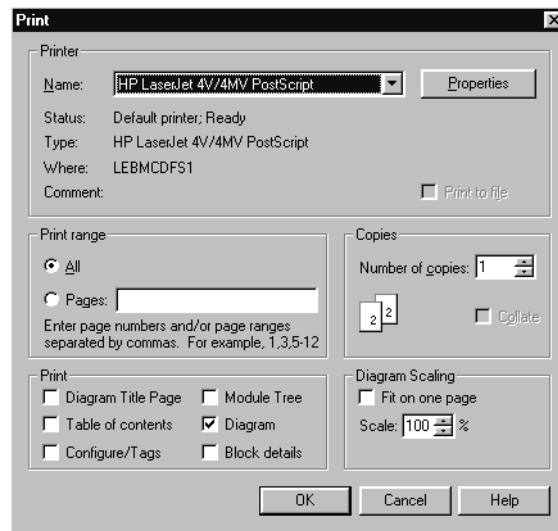 Print
Printer
Name: HP LaserJet 4V/4MV PostScript Properties
Status: Default printer; Ready
Type: HP LaserJet 4V/4MV PostScript
Where: LEBMCDFS1
Comment: Print to file
Print range
All
Pages:
Enter page numbers and/or page ranges
separated by commas. For example, 1,3,5-12
Copies
Number of copies: 1
2 2
Collate
Print
Diagram Title Page Module Tree
Table of contents Diagram
Configure/Tags Block details
Diagram Scaling
Fit on one page
Scale: 100 %
OK Cancel Help